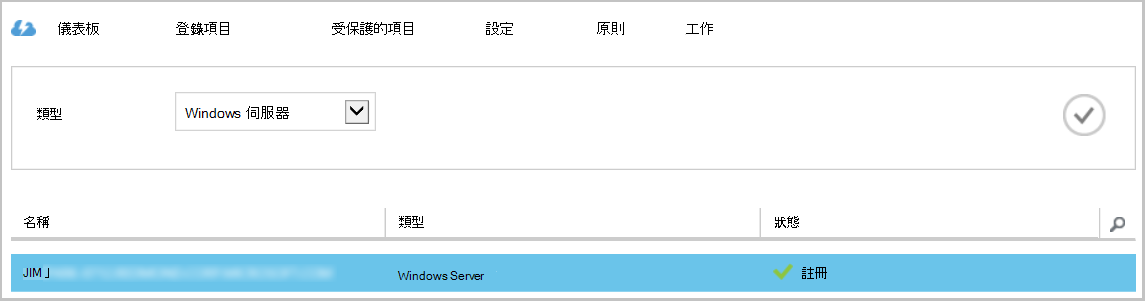 儀表板 登錄項目 受保護的項目 設定 原則 工作
類型 Windows 伺服器
名稱 類型 狀態
JIM Windows Server 註冊